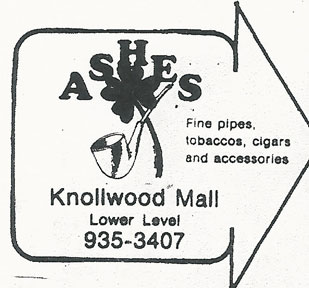 ASHES
Fine pipes,
tobaccos, cigars
and accessories
Knollwood Mall
Lower Level
935-3407